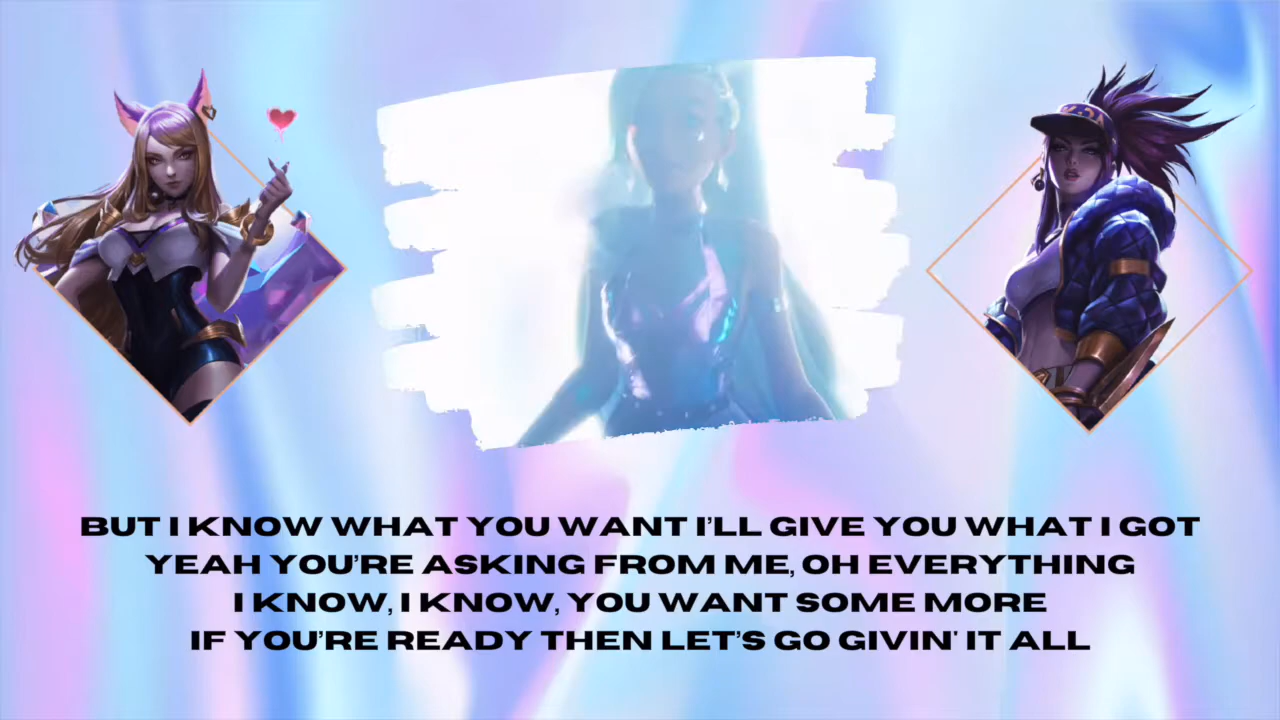 BUT I KNOW WHAT YOU WANT I'LL GIVE YOU WHAT I GOT
YEAH YOU'RE ASKING FROM ME, OH EVERYTHING
I KNOW, I KNOW, YOU WANT SOME MORE
IF YOU'RE READY THEN LET'S GO GIVIN' IT ALL